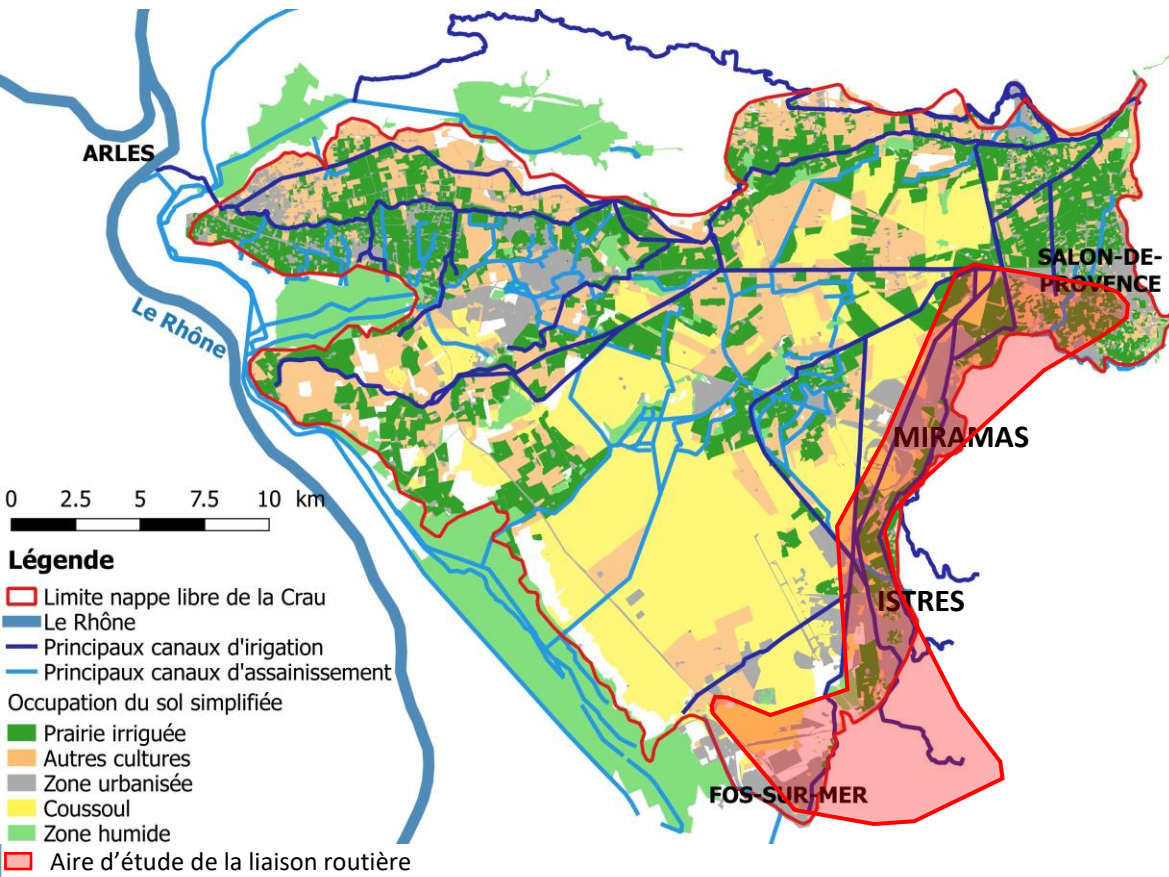 ARLES
SALON-DE-
PROVENCE
Le Rhône
MIRAMAS
ISTRES
FOS-SUR-MER
0 2.5 5 7.5 10 km
Légende
Limite nappe libre de la Crau
Le Rhône
Principaux canaux d'irigation
Principaux canaux d'assainissement
Occupation du sol simplifiée
Prairie irriguée
Autres cultures
Zone urbanisée
Coussoul
Zone humide
Aire d’étude de la liaison routière